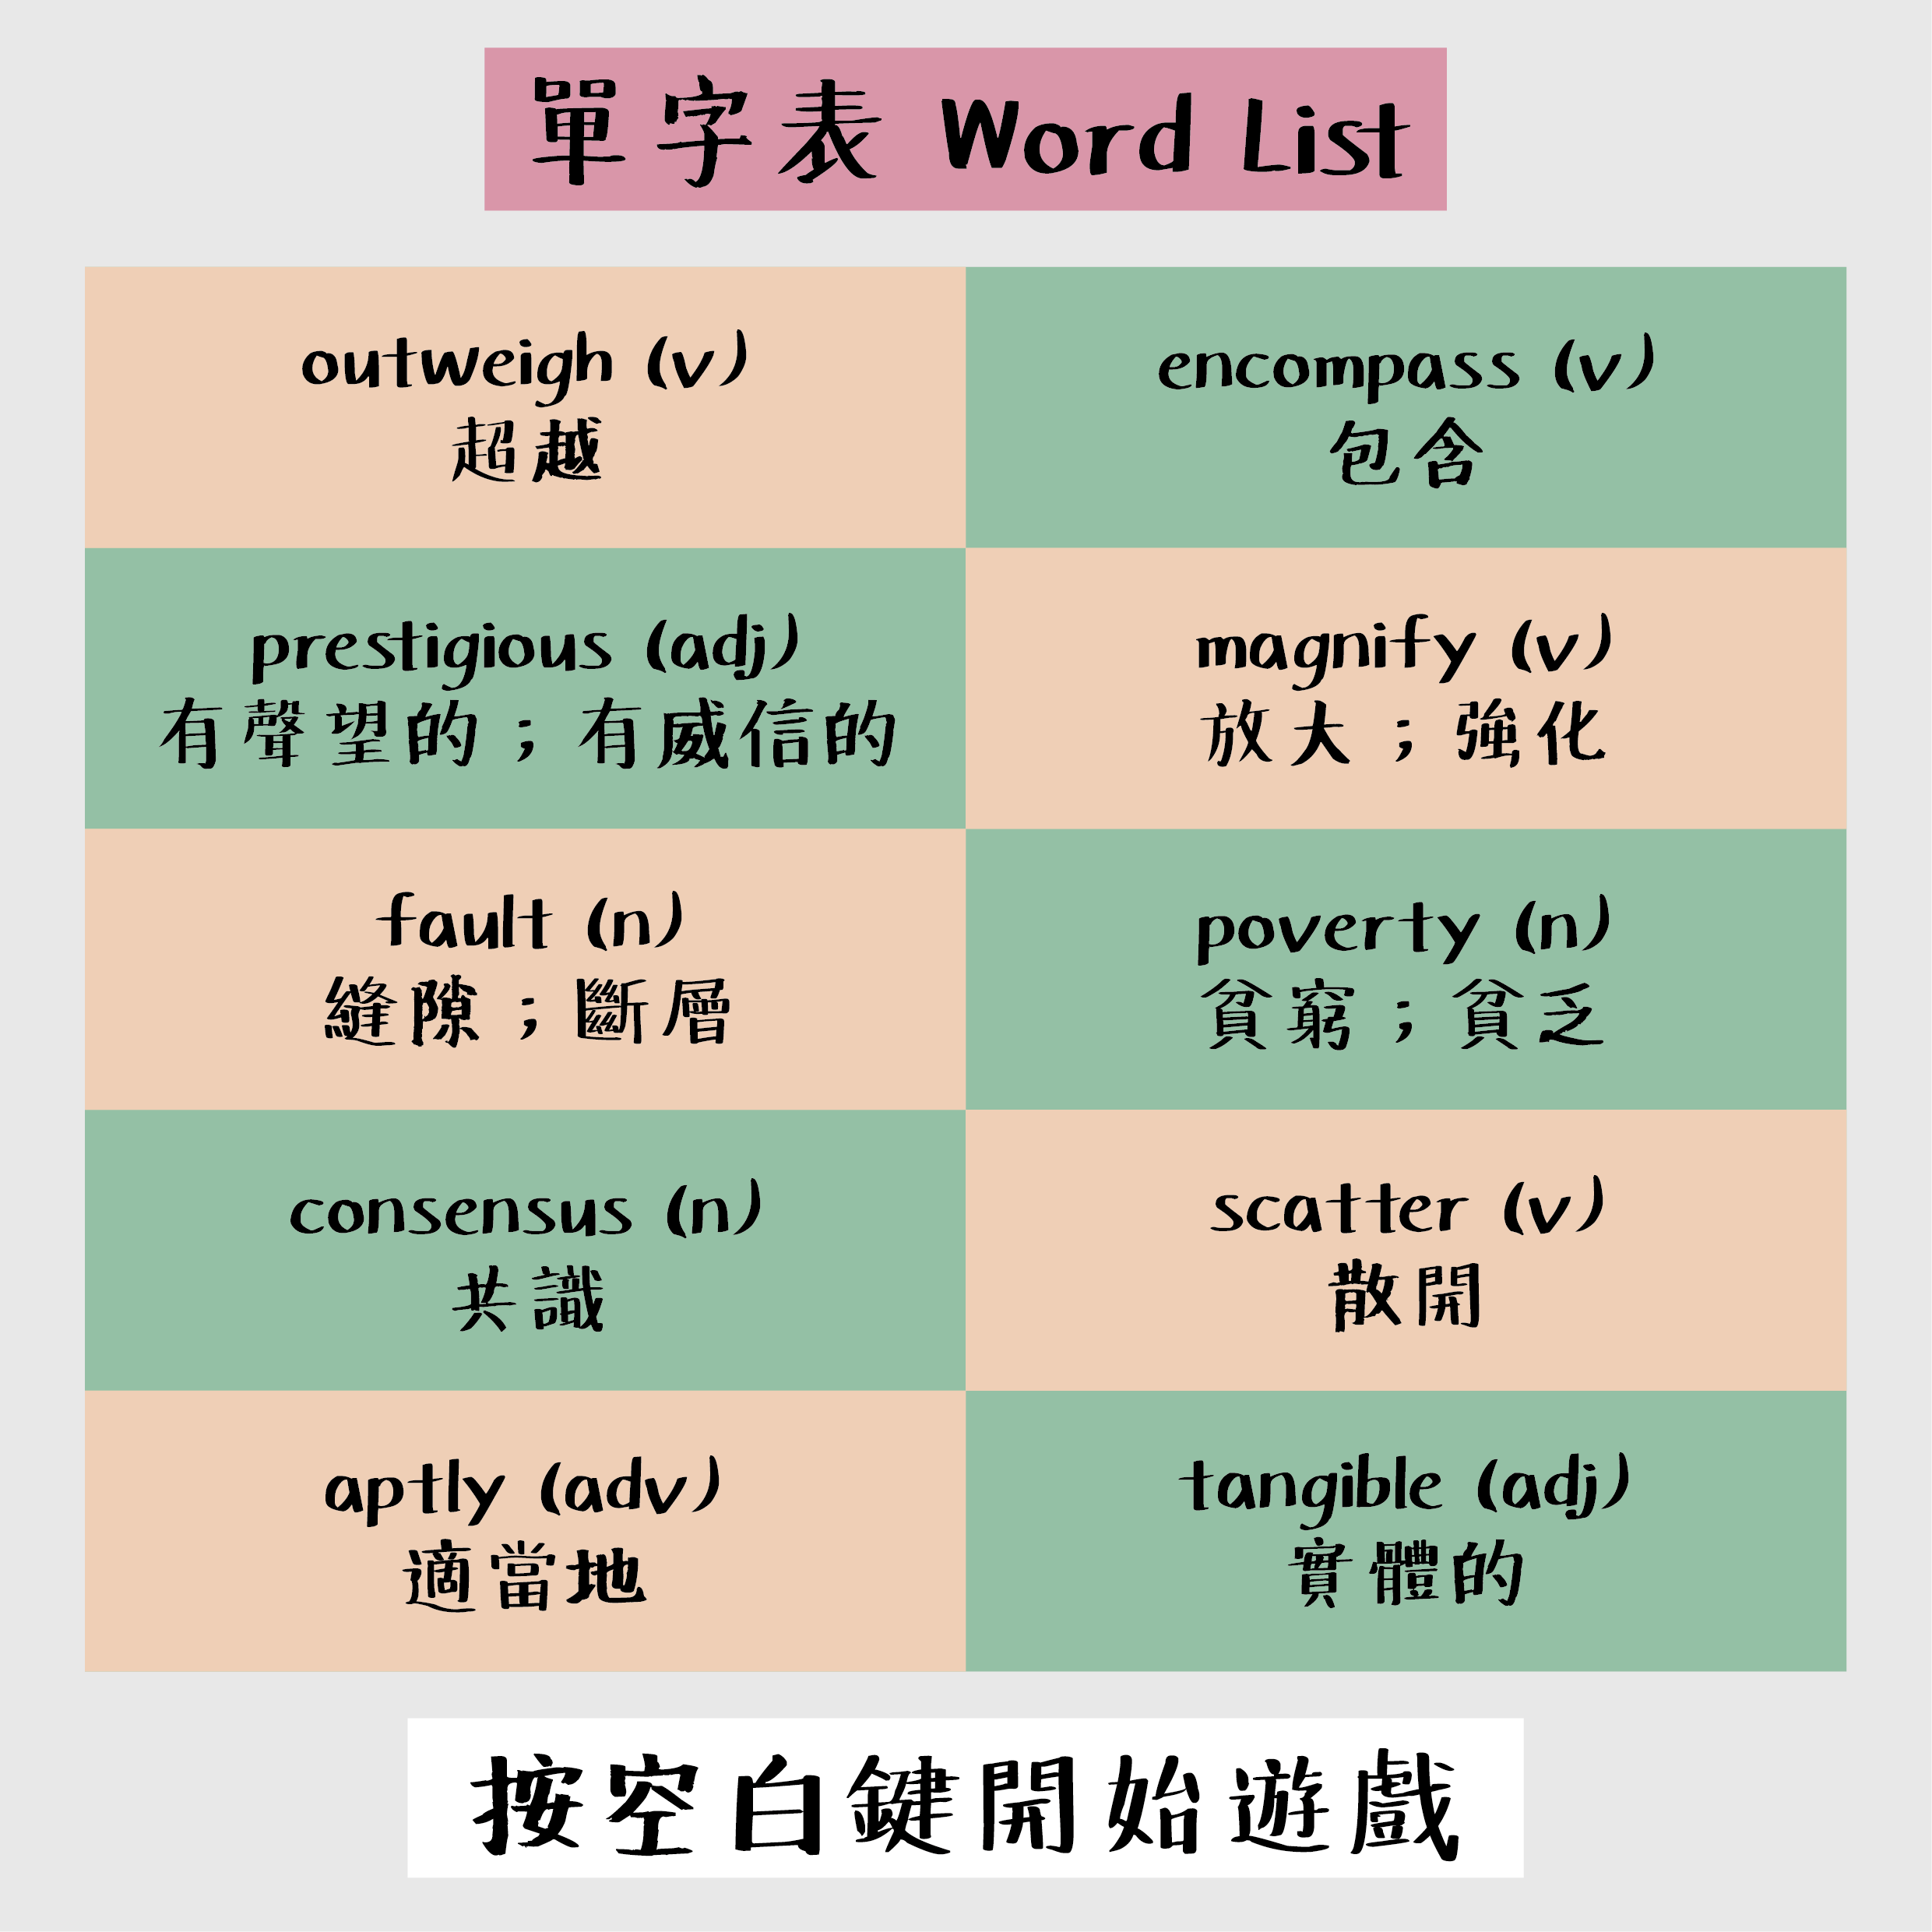 單字表 Word List
outweigh (v)
超越
encompass (v)
包含
prestigious (adj)
有聲望的；有威信的
magnify (v)
放大；強化
fault (n)
縫隙；斷層
poverty (n)
貧窮；貧乏
consensus (n)
共識
scatter (v)
散開
aptly (adv)
適當地
tangible (adj)
實體的
按空白鍵開始遊戲